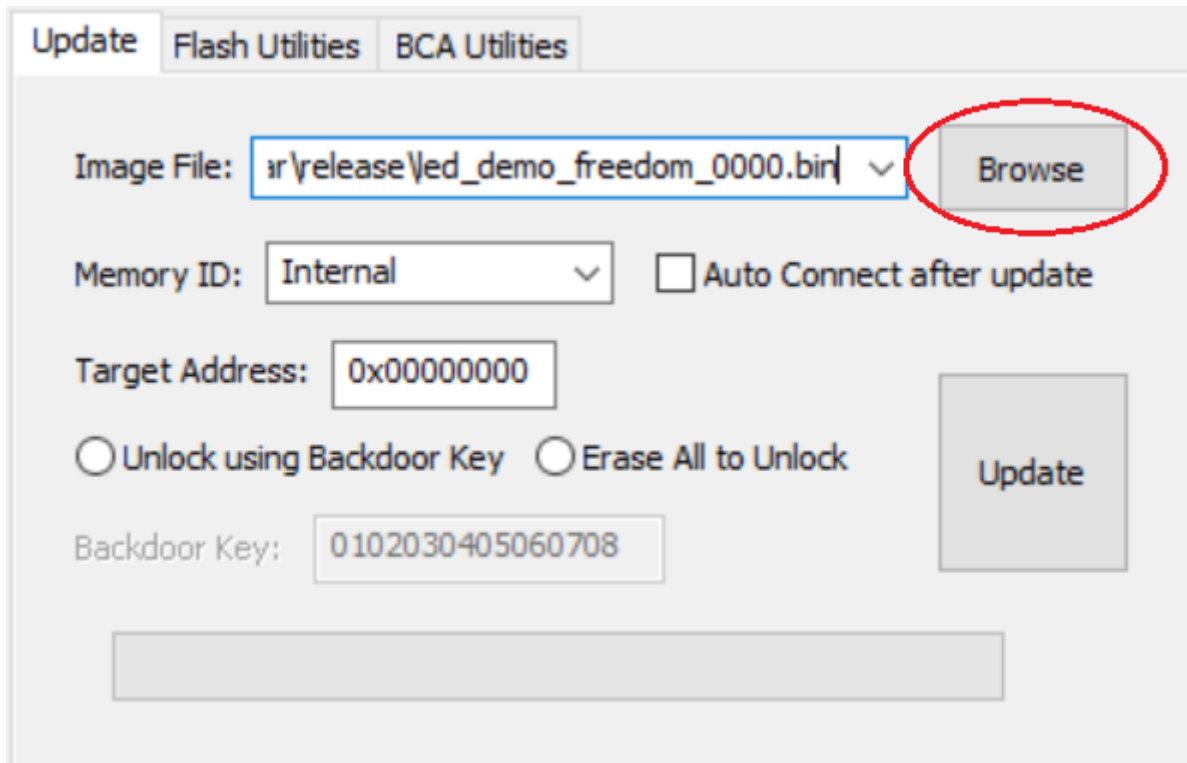 Update Flash Utilities BCA Utilities
Image File: ar\release\led_demo_freedom_0000.bin Browse
Memory ID: Internal Auto Connect after update
Target Address: 0x00000000
Unlock using Backdoor Key Erase All to Unlock
Update
Backdoor Key: 0102030405060708